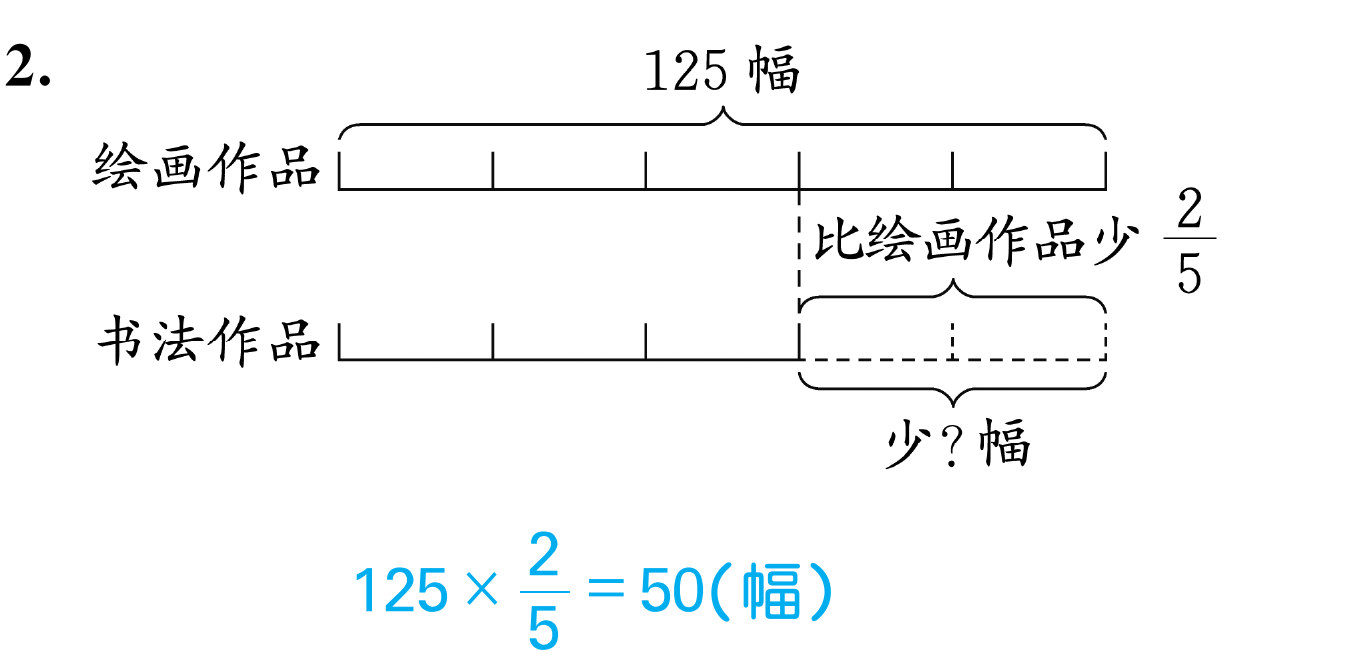 2.
125 幅
绘画作品
比绘画作品少 2/5
书法作品
少?幅
125 × 2/5 = 50(幅)